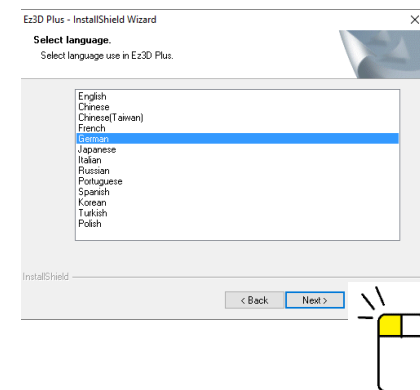 Ez3D Plus - InstallShield Wizard
Select language.
Select language use in Ez3D Plus.
English
Chinese
Chinese(Taiwan)
French
German
Japanese
Italian
Russian
Portuguese
Spanish
Korean
Turkish
Polish
InstallShield
< Back Next >